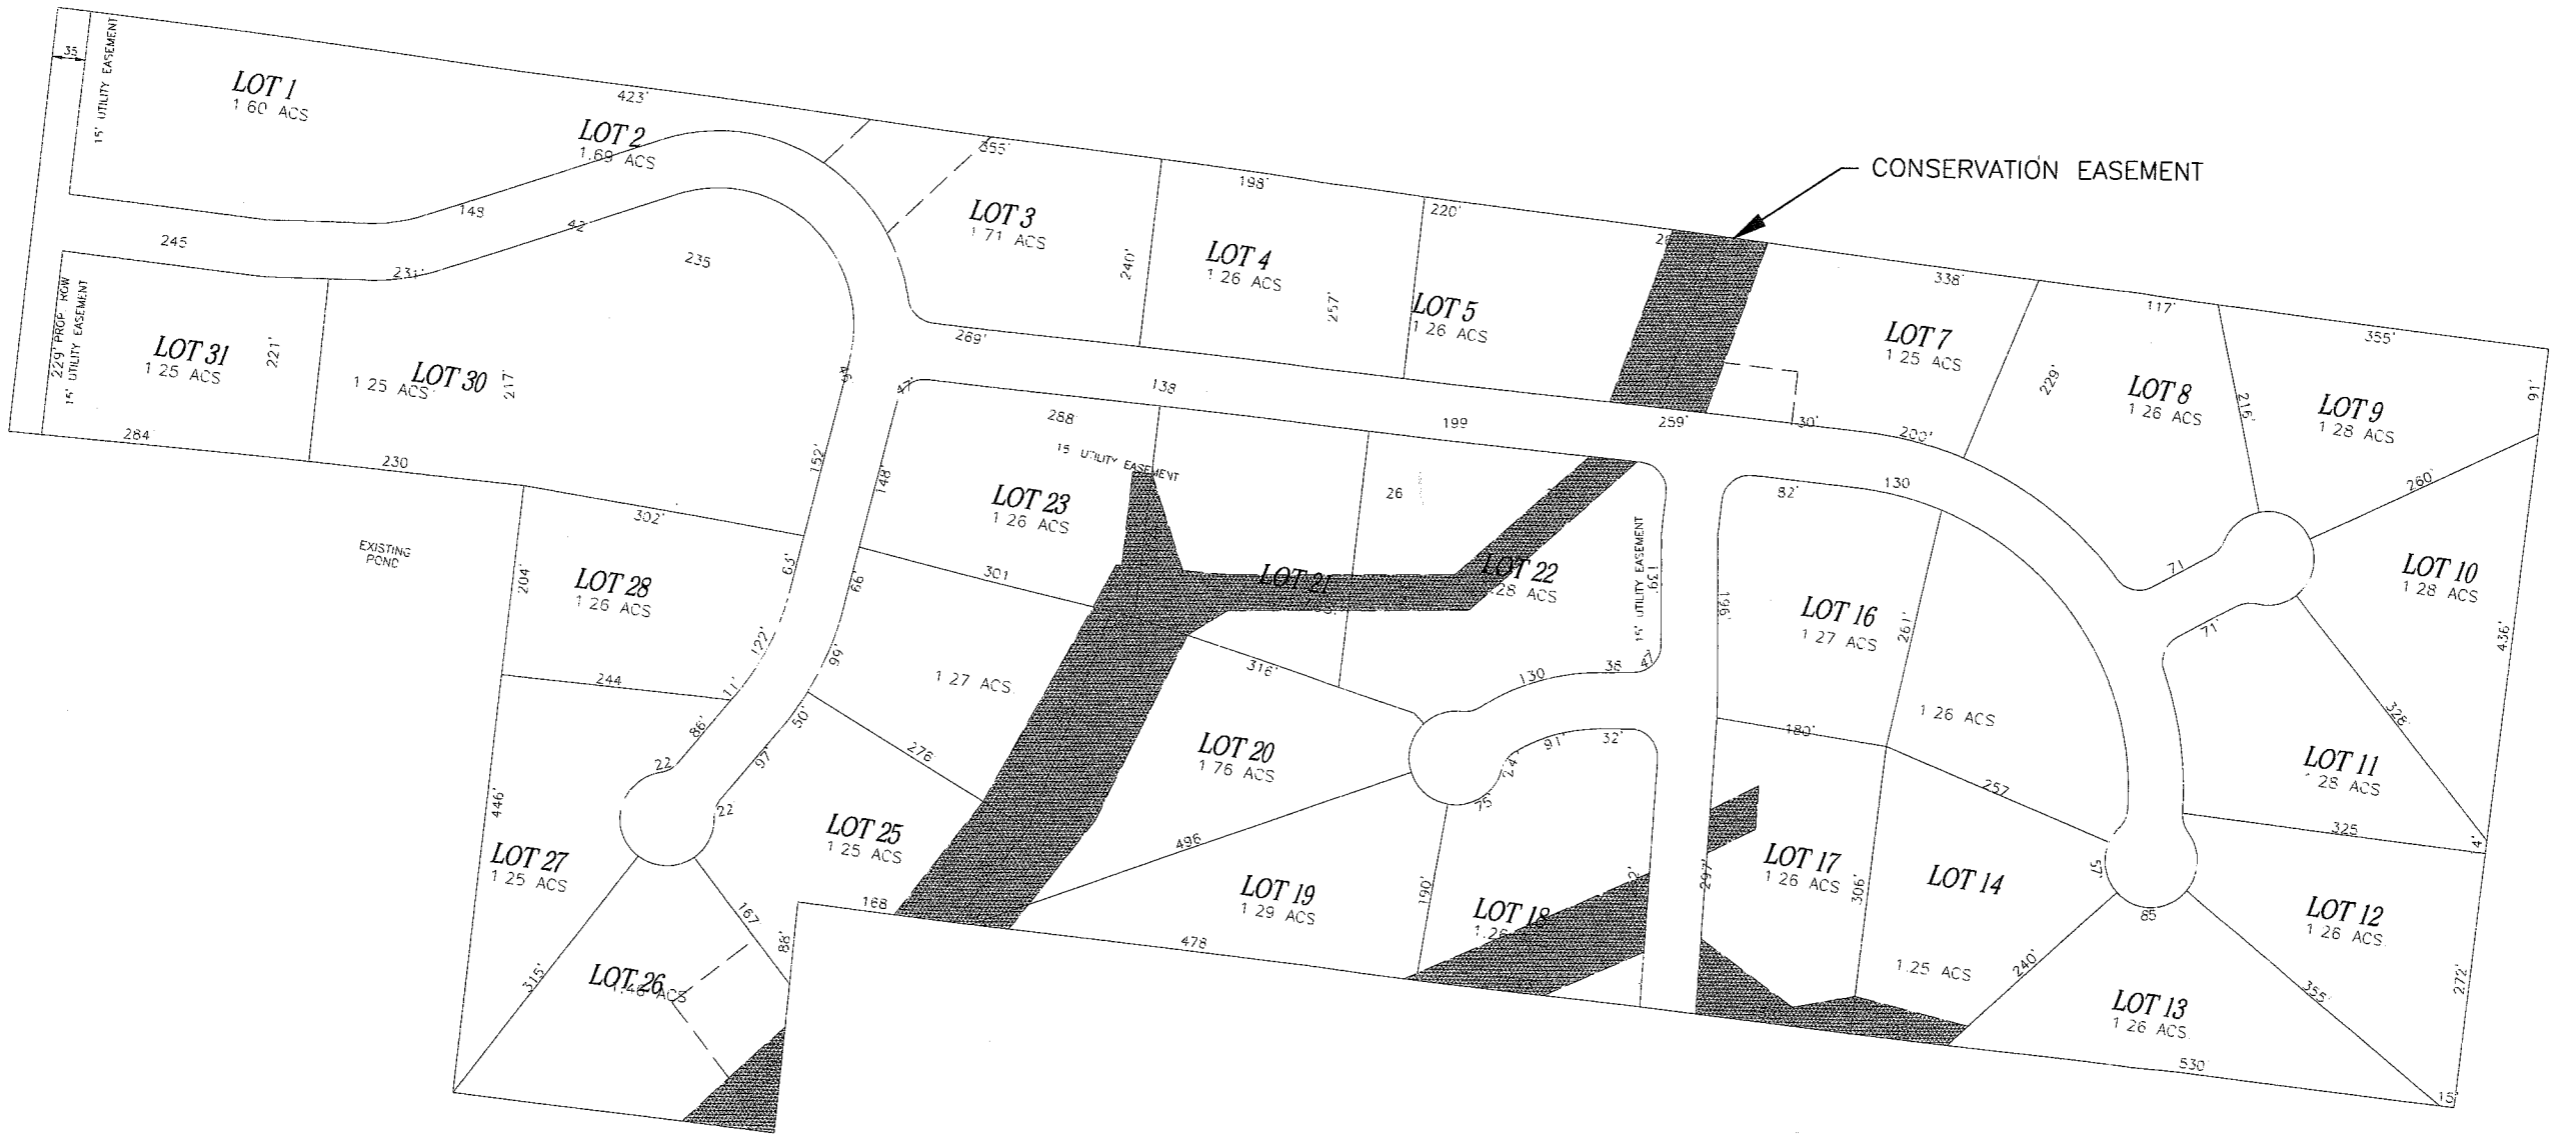 35
15' UTILITY EASEMENT
LOT 1
1 60 ACS
423'
LOT 2
1.69 ACS
355'
LOT 3
1 71 ACS
198'
240'
LOT 4
1 26 ACS
257'
220'
LOT 5
1 26 ACS
CONSERVATION EASEMENT
338'
LOT 7
1 25 ACS
117'
229'
LOT 8
1 26 ACS
216'
355'
LOT 9
1 28 ACS
91'
260'
LOT 10
1 28 ACS
436'
148
42'
245
231'
235
229' PROP. ROW
15' UTILITY EASEMENT
LOT 31
1 25 ACS
221'
LOT 30
1 25 ACS
217'
284'
230
302'
EXISTING
POND
204'
LOT 28
1 26 ACS
244
152'
148'
63'
66'
122'
99'
11'
86'
50'
97'
22
22
269'
47'
138
288'
15 UTILITY EASEMENT
199
259'
30'
200'
LOT 23
1 26 ACS
26
LOT 21
LOT 22
28 ACS
15' UTILITY EASEMENT
139'
82'
130
196'
LOT 16
1 27 ACS
261'
1 26 ACS
71'
71'
328'
LOT 11
28 ACS
301
1 27 ACS
276
316'
130
38
47'
LOT 20
1 76 ACS
91'
32'
24'
75'
180'
257
325
4'
446'
LOT 27
1 25 ACS
LOT 25
1 25 ACS
168
167
88'
315'
LOT 26
1.46 ACS
496
LOT 19
1 29 ACS
478
190'
LOT 18
1.26
297'
LOT 17
1 26 ACS
306'
LOT 14
1.25 ACS
57'
85
240'
LOT 12
1 26 ACS
272'
355'
LOT 13
1 26 ACS
530'
15'